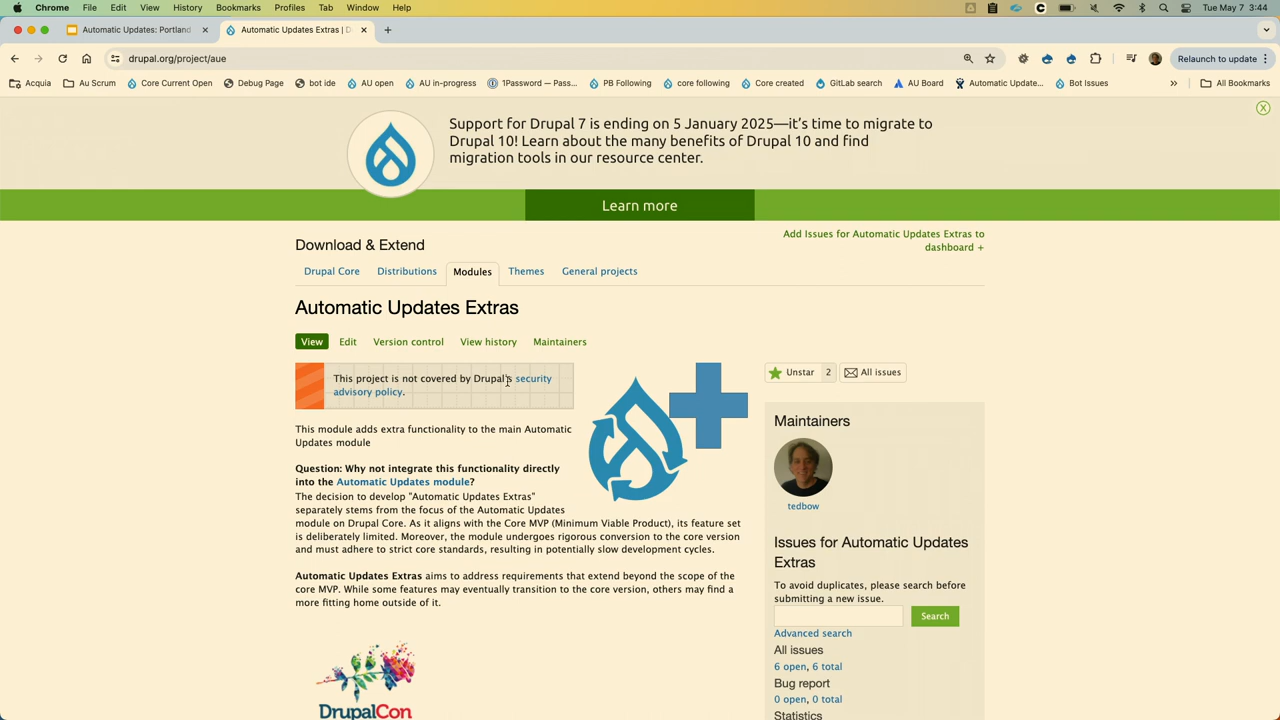 Chrome File Edit View History Bookmarks Profiles Tab Window Help Tue May 7 3:44
Automatic Updates: Portland Automatic Updates Extras | D
drupal.org/project/aue Relaunch to update
Acquia Au Scrum Core Current Open Debug Page bot ide AU open AU in-progress 1Password — Pass... PB Following core following Core created GitLab search AU Board Automatic Update... Bot Issues » All Bookmarks
Support for Drupal 7 is ending on 5 January 2025—it’s time to migrate to
Drupal 10! Learn about the many benefits of Drupal 10 and find
migration tools in our resource center.
Learn more
Add Issues for Automatic Updates Extras to
dashboard +
Download & Extend
Drupal Core Distributions Modules Themes General projects
Automatic Updates Extras
View Edit Version control View history Maintainers
This project is not covered by Drupal’s security
advisory policy.
This module adds extra functionality to the main Automatic
Updates module
Question: Why not integrate this functionality directly
into the Automatic Updates module?
The decision to develop "Automatic Updates Extras"
separately stems from the focus of the Automatic Updates
module on Drupal Core. As it aligns with the Core MVP (Minimum Viable Product), its feature set
is deliberately limited. Moreover, the module undergoes rigorous conversion to the core version
and must adhere to strict core standards, resulting in potentially slow development cycles.
Automatic Updates Extras aims to address requirements that extend beyond the scope of the
core MVP. While some features may eventually transition to the core version, others may find a
more fitting home outside of it.
DrupalCon
Unstar 2 All issues
Maintainers
tedbow
Issues for Automatic Updates
Extras
To avoid duplicates, please search before
submitting a new issue.
Search
Advanced search
All issues
6 open, 6 total
Bug report
0 open, 0 total
Statistics